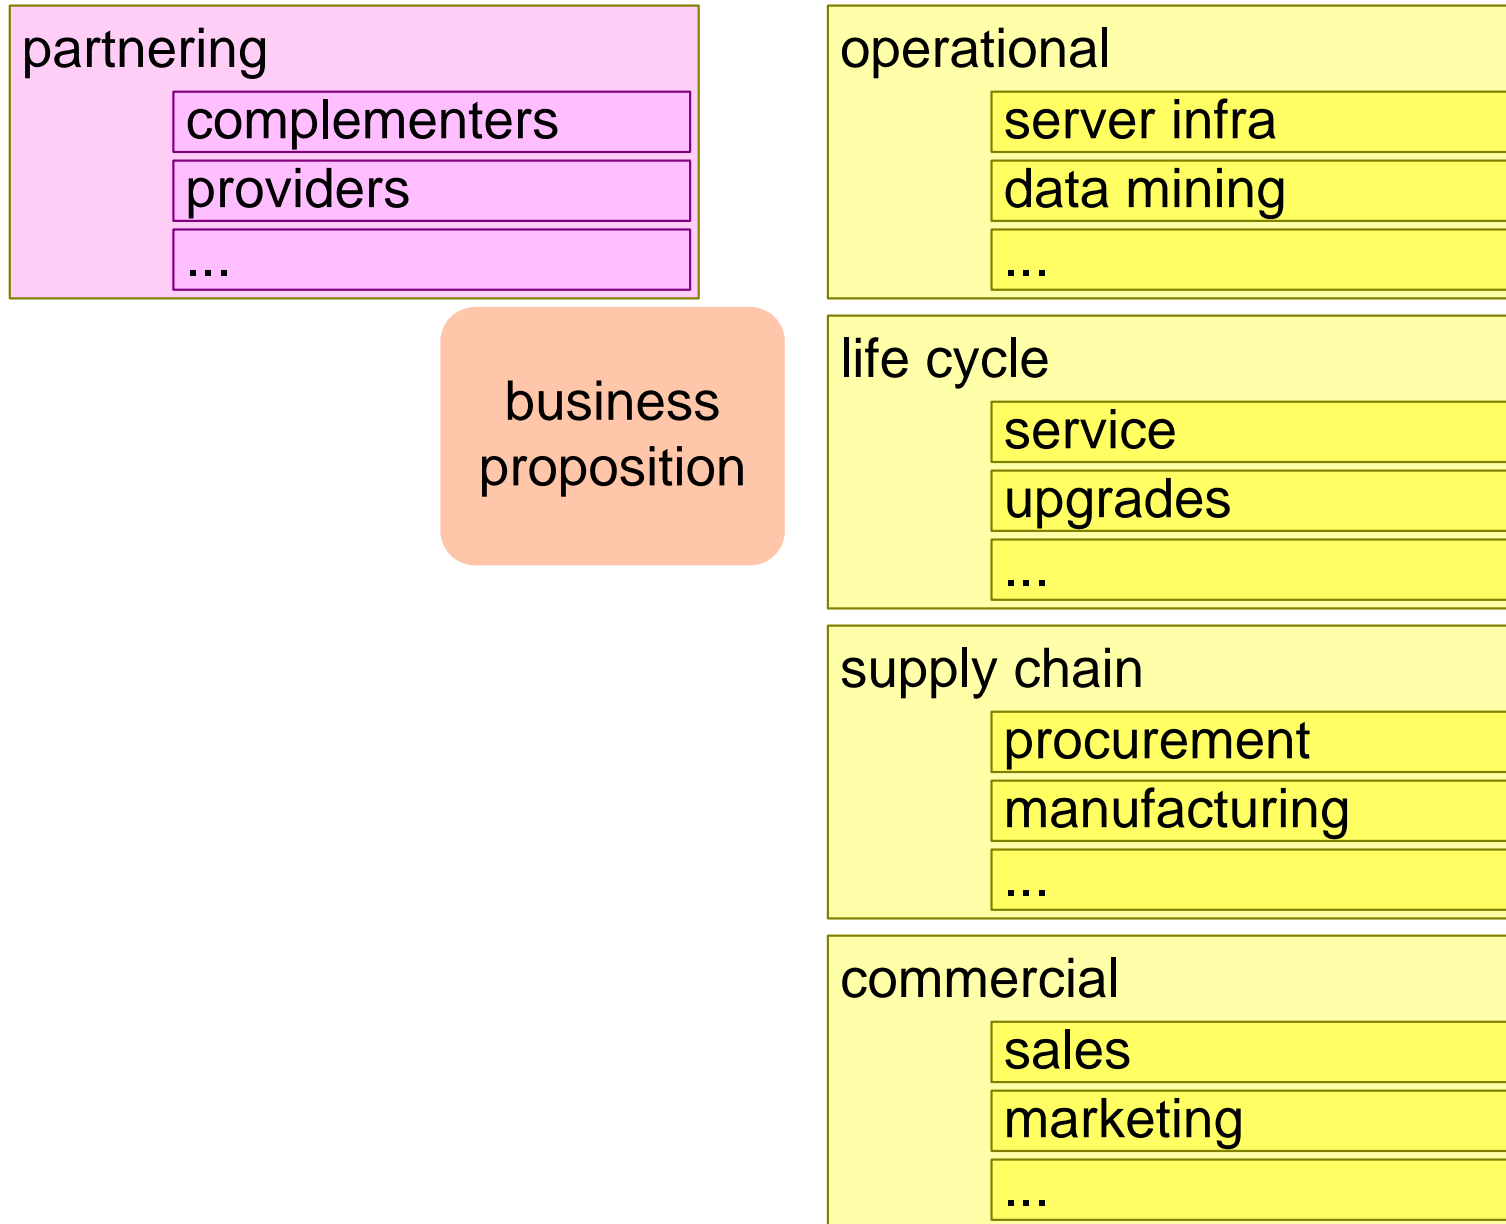 partnering
complementers
providers
...
business
proposition
operational
server infra
data mining
...
life cycle
service
upgrades
...
supply chain
procurement
manufacturing
...
commercial
sales
marketing
...